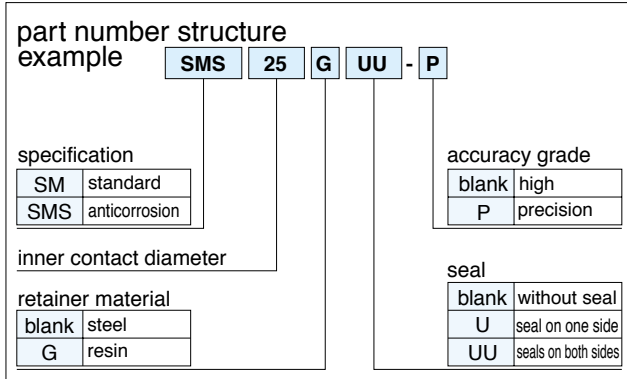 part number structure
example
SMS 25 G UU - P
specification
SM standard
SMS anticorrosion
inner contact diameter
retainer material
blank steel
G resin
accuracy grade
blank high
P precision
seal
blank without seal
U seal on one side
UU seals on both sides